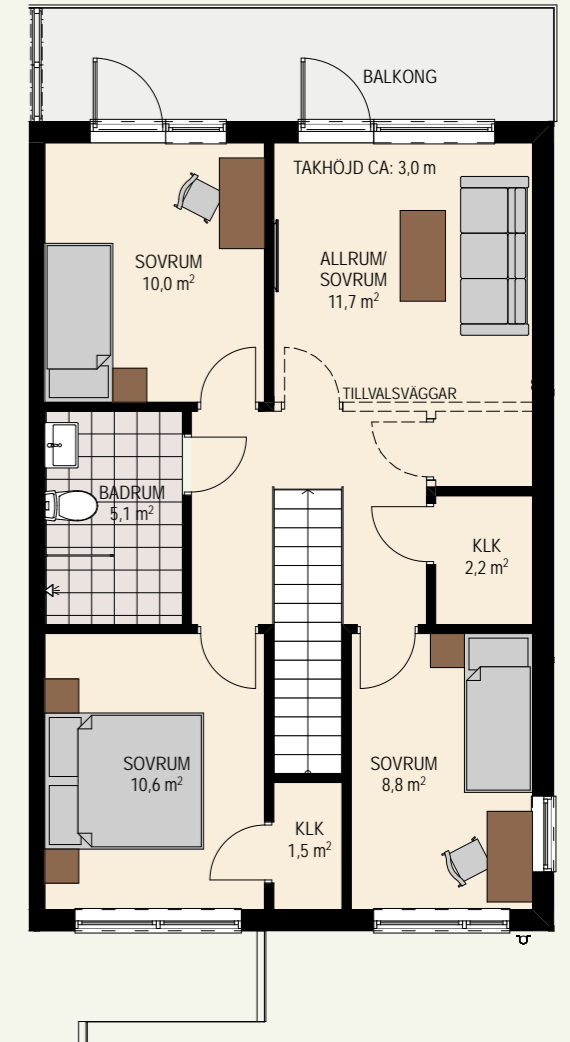 BALKONG
TAKHÖJD CA: 3,0 m
SOVRUM
10,0 m²
ALLRUM/
SOVRUM
11,7 m²
TILLVALSVÄGGAR
BADRUM
5,1 m²
KLK
2,2 m²
SOVRUM
10,6 m²
SOVRUM
8,8 m²
KLK
1,5 m²